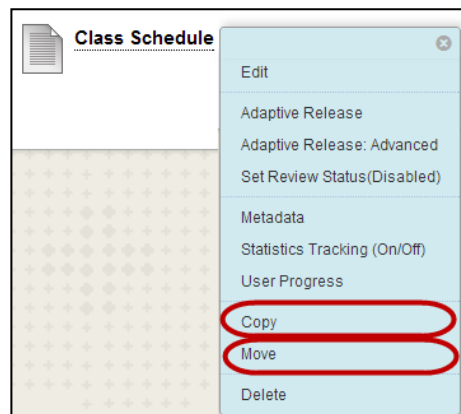 Class Schedule
Edit
Adaptive Release
Adaptive Release: Advanced
Set Review Status(Disabled)
Metadata
Statistics Tracking (On/Off)
User Progress
Copy
Move
Delete